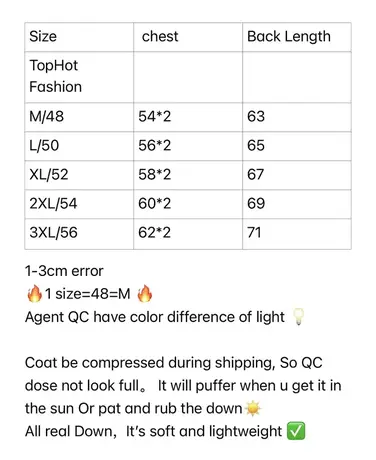 Size chest Back Length
TopHot
Fashion
M/48 54*2 63
L/50 56*2 65
XL/52 58*2 67
2XL/54 60*2 69
3XL/56 62*2 71
1-3cm error
🔥1 size=48=M 🔥
Agent QC have color difference of light 💡
Coat be compressed during shipping, So QC
dose not look full。 It will puffer when u get it in
the sun Or pat and rub the down☀️
All real Down，It's soft and lightweight ✅